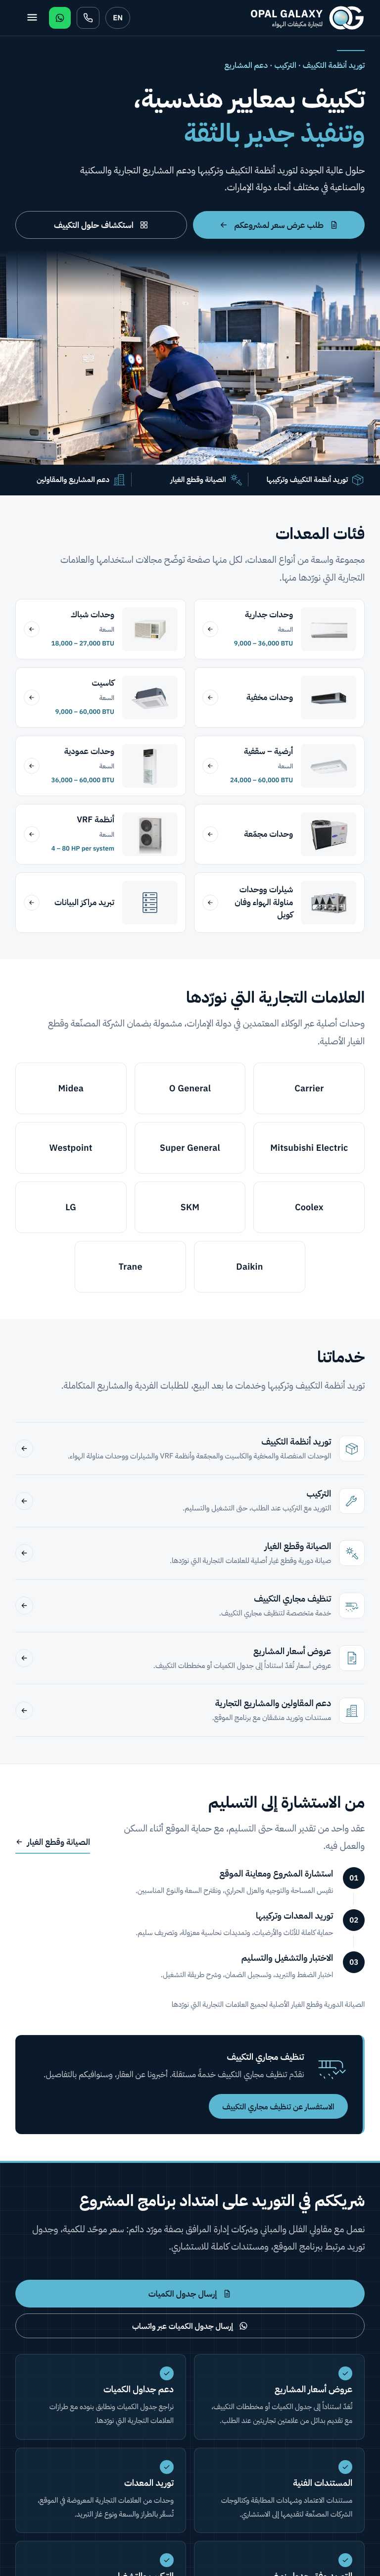 OPAL GALAXY
لتجارة مكيفات الهواء
EN
توريد أنظمة التكييف · التركيب · دعم المشاريع
تكييف بمعايير هندسية،
وتنفيذ جدير بالثقة
حلول عالية الجودة لتوريد أنظمة التكييف وتركيبها ودعم المشاريع التجارية والسكنية
والصناعية في مختلف أنحاء دولة الإمارات.
طلب عرض سعر لمشروعكم
استكشاف حلول التكييف
توريد أنظمة التكييف وتركيبها
الصيانة وقطع الغيار
دعم المشاريع والمقاولين
فئات المعدات
مجموعة واسعة من أنواع المعدات، لكل منها صفحة توضّح مجالات استخدامها والعلامات
التجارية التي نورّدها منها.
وحدات جدارية
السعة
9,000 – 36,000 BTU
وحدات شباك
السعة
18,000 – 27,000 BTU
وحدات مخفية
كاسيت
السعة
9,000 – 60,000 BTU
أرضية – سقفية
السعة
24,000 – 60,000 BTU
وحدات عمودية
السعة
36,000 – 60,000 BTU
وحدات مجمّعة
أنظمة VRF
السعة
4 – 80 HP per system
شيلرات ووحدات
مناولة الهواء وفان
كويل
تبريد مراكز البيانات
العلامات التجارية التي نورّدها
وحدات أصلية عبر الوكلاء المعتمدين في دولة الإمارات، مشمولة بضمان الشركة المصنّعة وقطع
الغيار الأصلية.
Carrier
O General
Midea
Mitsubishi Electric
Super General
Westpoint
Coolex
SKM
LG
Daikin
Trane
خدماتنا
توريد أنظمة التكييف وتركيبها وخدمات ما بعد البيع، للطلبات الفردية والمشاريع المتكاملة.
توريد أنظمة التكييف
الوحدات المنفصلة والمخفية والكاسيت والمجمّعة وأنظمة VRF والشيلرات ووحدات مناولة الهواء.
التركيب
التوريد مع التركيب عند الطلب، حتى التشغيل والتسليم.
الصيانة وقطع الغيار
صيانة دورية وقطع غيار أصلية للعلامات التجارية التي نورّدها.
تنظيف مجاري التكييف
خدمة متخصصة لتنظيف مجاري التكييف.
عروض أسعار المشاريع
عروض أسعار تُعدّ استناداً إلى جدول الكميات أو مخططات التكييف.
دعم المقاولين والمشاريع التجارية
مستندات وتوريد منسّقان مع برنامج الموقع.
من الاستشارة إلى التسليم
عقد واحد من تقدير السعة حتى التسليم، مع حماية الموقع أثناء السكن
والعمل فيه.
الصيانة وقطع الغيار
01
استشارة المشروع ومعاينة الموقع
نقيس المساحة والتوجيه والعزل الحراري، ونقترح السعة والنوع المناسبين.
02
توريد المعدات وتركيبها
حماية كاملة للأثاث والأرضيات، وتمديدات نحاسية معزولة، وتصريف سليم.
03
الاختبار والتشغيل والتسليم
اختبار الضغط والتبريد، وتسجيل الضمان، وشرح طريقة التشغيل.
الصيانة الدورية وقطع الغيار الأصلية لجميع العلامات التجارية التي نورّدها
تنظيف مجاري التكييف
نقدّم تنظيف مجاري التكييف خدمةً مستقلة. أخبرونا عن العقار، وسنوافيكم بالتفاصيل.
الاستفسار عن تنظيف مجاري التكييف
شريككم في التوريد على امتداد برنامج المشروع
نعمل مع مقاولي الفلل والمباني وشركات إدارة المرافق بصفة مورّد دائم: سعر موحّد للكمية، وجدول
توريد مرتبط ببرنامج الموقع، ومستندات كاملة للاستشاري.
إرسال جدول الكميات
إرسال جدول الكميات عبر واتساب
عروض أسعار المشاريع
تُعدّ استناداً إلى جدول الكميات أو مخططات التكييف،
مع تقديم بدائل من علامتين تجاريتين عند الطلب.
دعم جداول الكميات
نراجع جدول الكميات ونطابق بنوده مع طرازات
العلامات التجارية التي نورّدها.
المستندات الفنية
مستندات الاعتماد وشهادات المطابقة وكتالوجات
الشركات المصنّعة لتقديمها إلى الاستشاري.
توريد المعدات
وحدات من العلامات التجارية المعروضة في الموقع،
تُسعَّر بالطراز والسعة ونوع غاز التبريد.